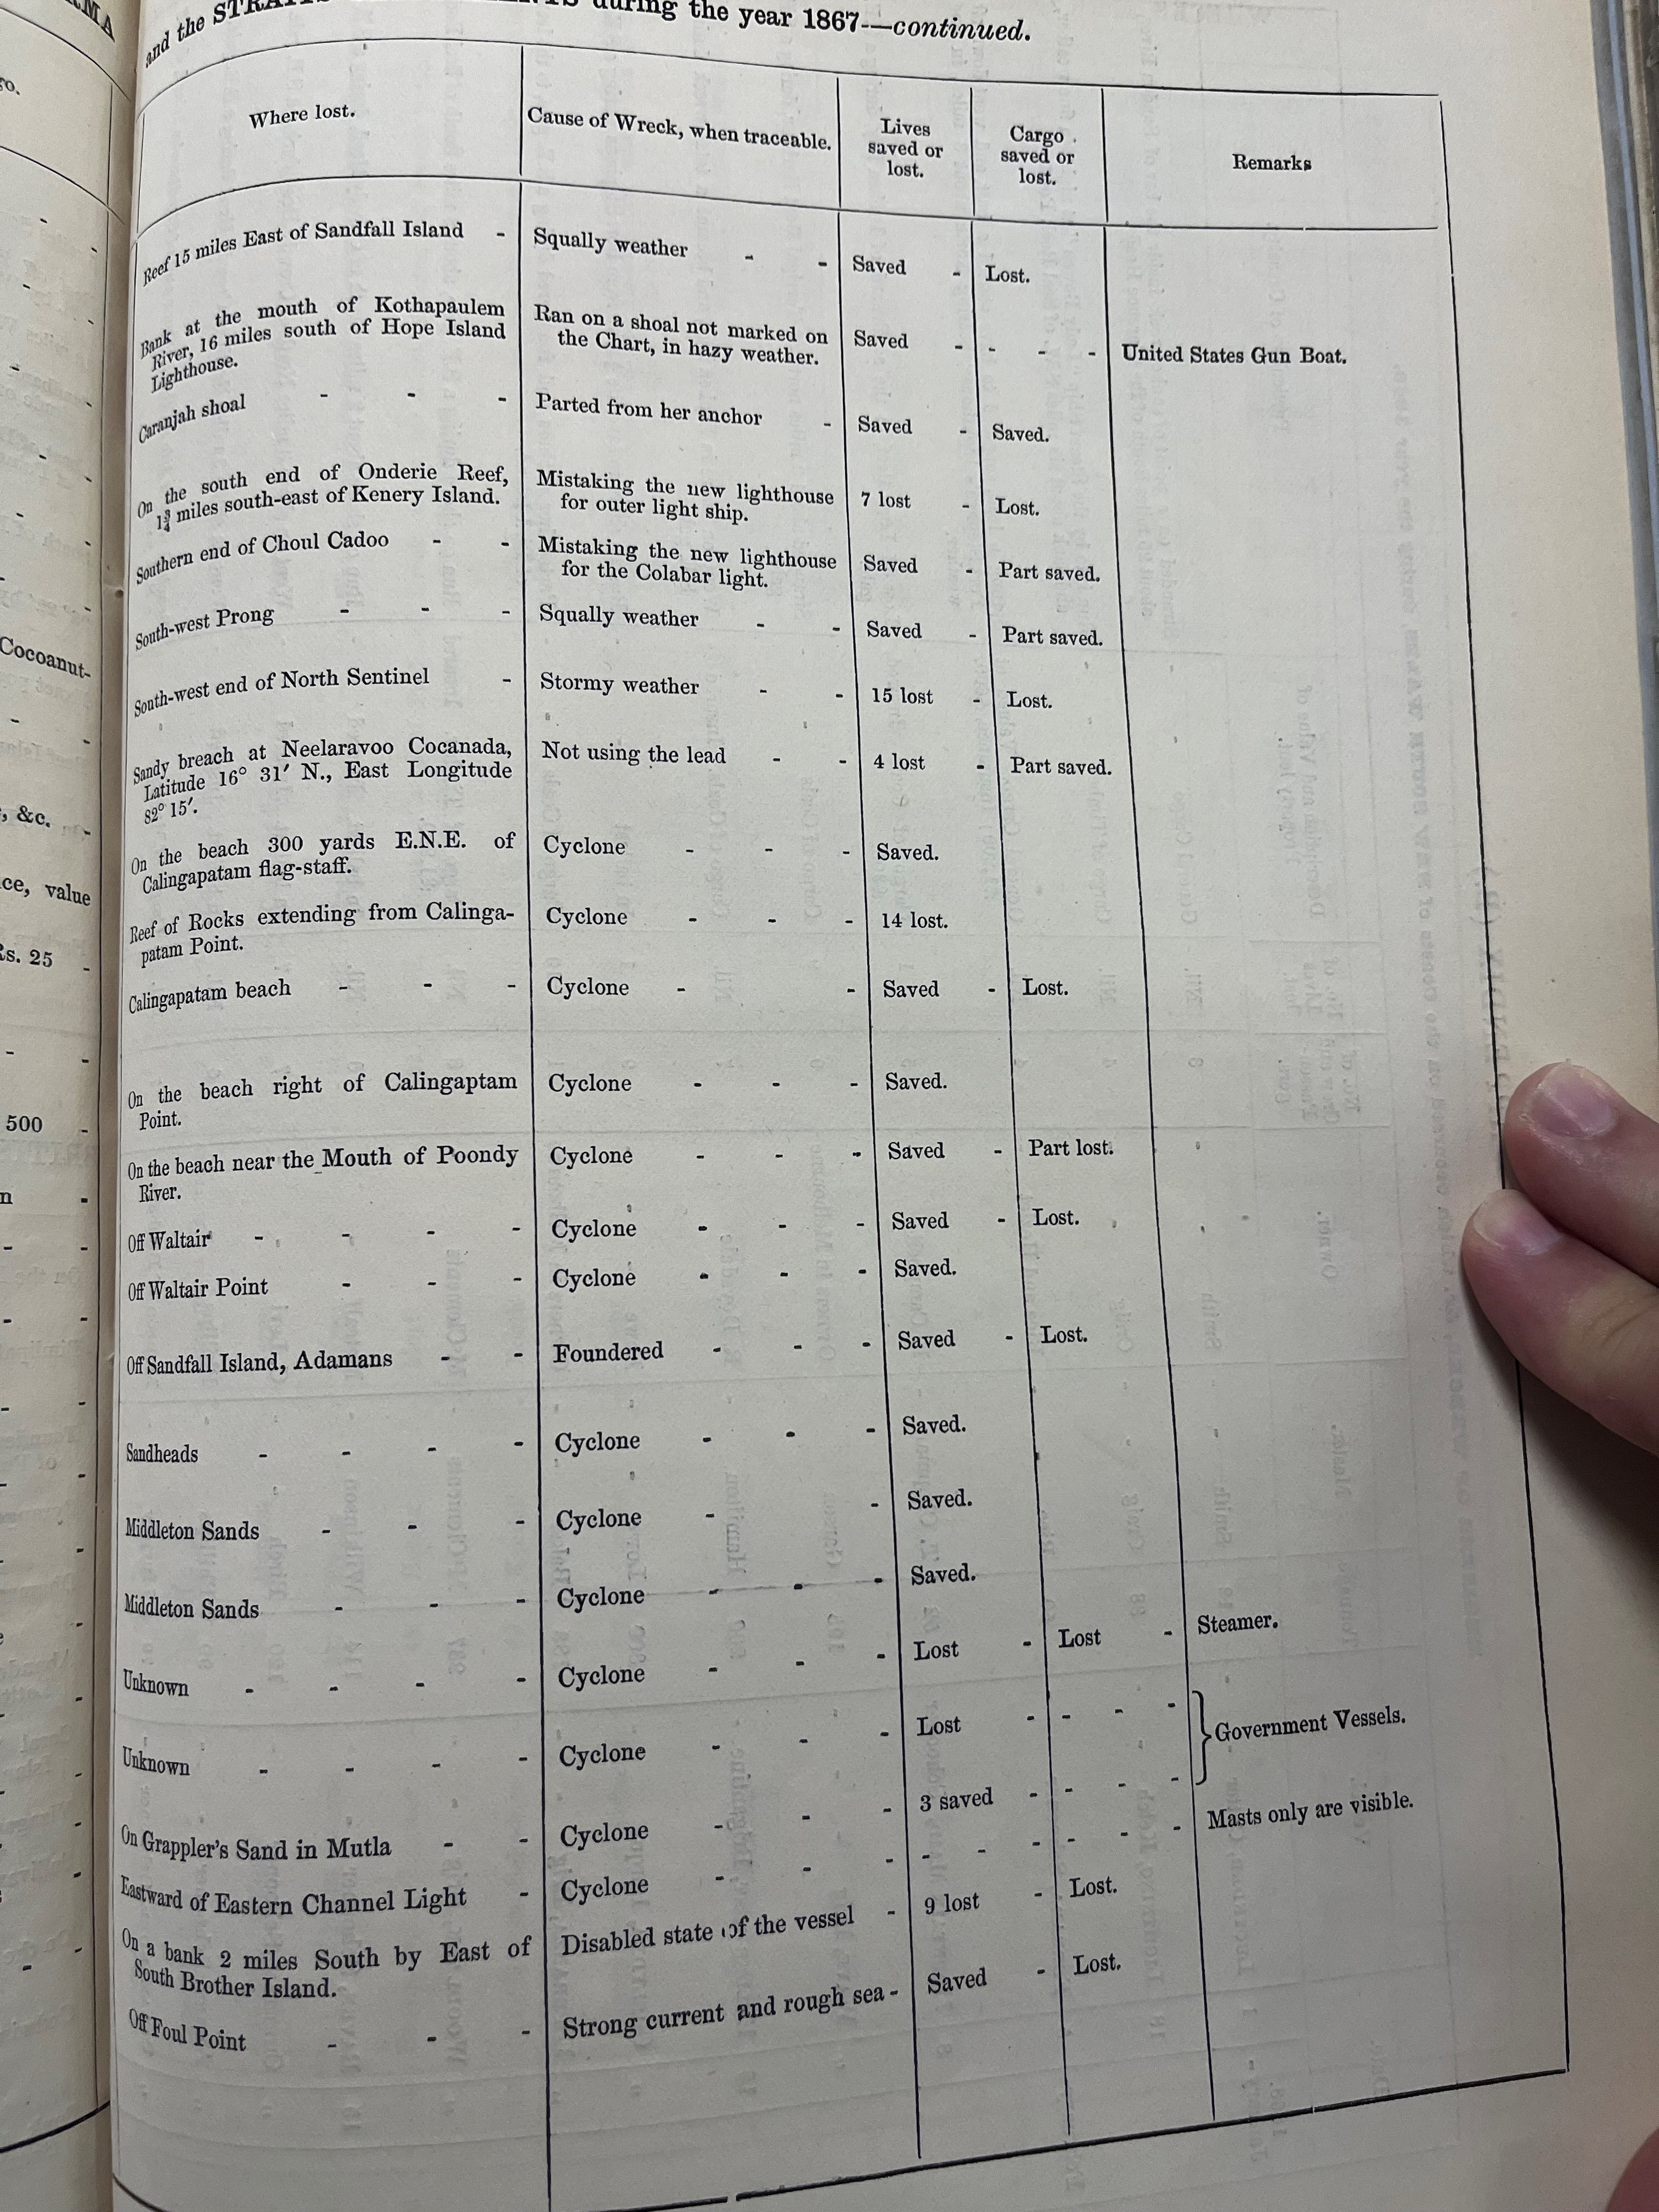 and the STRAITS during the year 1867—continued.
Where lost. Cause of Wreck, when traceable. Lives saved or lost. Cargo saved or lost. Remarks
Reef 15 miles East of Sandfall Island - Squally weather - - Saved - Lost.
Bank at the mouth of Kothapaulem Ran on a shoal not marked on Saved - - - - United States Gun Boat.
River, 16 miles south of Hope Island the Chart, in hazy weather.
Lighthouse.
Caranjah shoal - - - Parted from her anchor - Saved - Saved.
On the south end of Onderie Reef, Mistaking the new lighthouse 7 lost - Lost.
1¾ miles south-east of Kenery Island. for outer light ship.
Southern end of Choul Cadoo - - Mistaking the new lighthouse Saved - Part saved.
for the Colabar light.
South-west Prong - - - Squally weather - - Saved - Part saved.
South-west end of North Sentinel - Stormy weather - - 15 lost - Lost.
Sandy breach at Neelaravoo Cocanada, Not using the lead - - 4 lost - Part saved.
Latitude 16° 31′ N., East Longitude
82° 15′.
On the beach 300 yards E.N.E. of Cyclone - - - Saved.
Calingapatam flag-staff.
Reef of Rocks extending from Calinga- Cyclone - - - 14 lost.
patam Point.
Calingapatam beach - - - Cyclone - - Saved - Lost.
On the beach right of Calingaptam Cyclone - - - Saved.
Point.
On the beach near the Mouth of Poondy Cyclone - - - Saved - Part lost.
River.
Off Waltair - - - - Cyclone - - - Saved - Lost.
Off Waltair Point - - - Cyclone - - - Saved.
Off Sandfall Island, Adamans - - Foundered - - - Saved - Lost.
Sandheads - - - - Cyclone - - - Saved.
Middleton Sands - - - Cyclone - - Saved.
Middleton Sands - - - Cyclone - - - Saved.
Unknown - - - - Cyclone - - - Lost - Lost - Steamer.
Unknown - - - - Cyclone - - - Lost - - - - } Government Vessels.
On Grappler's Sand in Mutla - - Cyclone - - - 3 saved - - - -
Eastward of Eastern Channel Light - Cyclone - - - - - - - - - Masts only are visible.
On a bank 2 miles South by East of Disabled state of the vessel - 9 lost - Lost.
South Brother Island.
Off Foul Point - - - Strong current and rough sea - Saved - Lost.
Cocoanut-
, &c. -
ce, value
Rs. 25 -
500 -